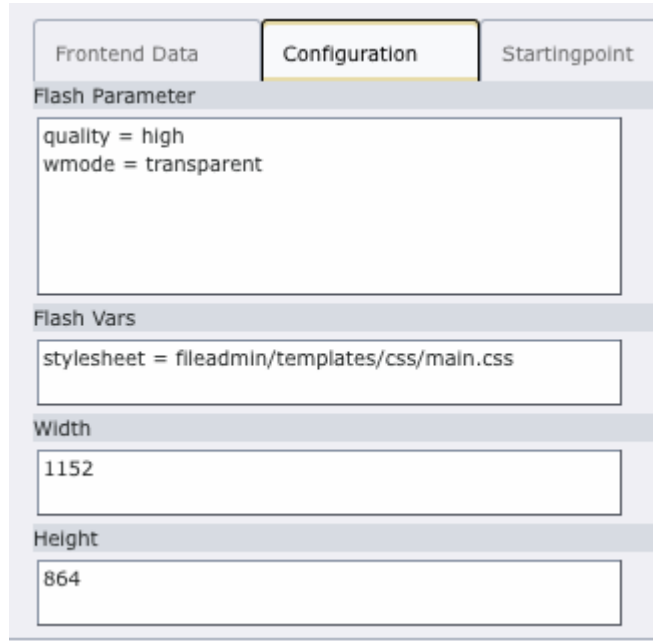 Frontend Data Configuration Startingpoint
Flash Parameter
quality = high
wmode = transparent
Flash Vars
stylesheet = fileadmin/templates/css/main.css
Width
1152
Height
864